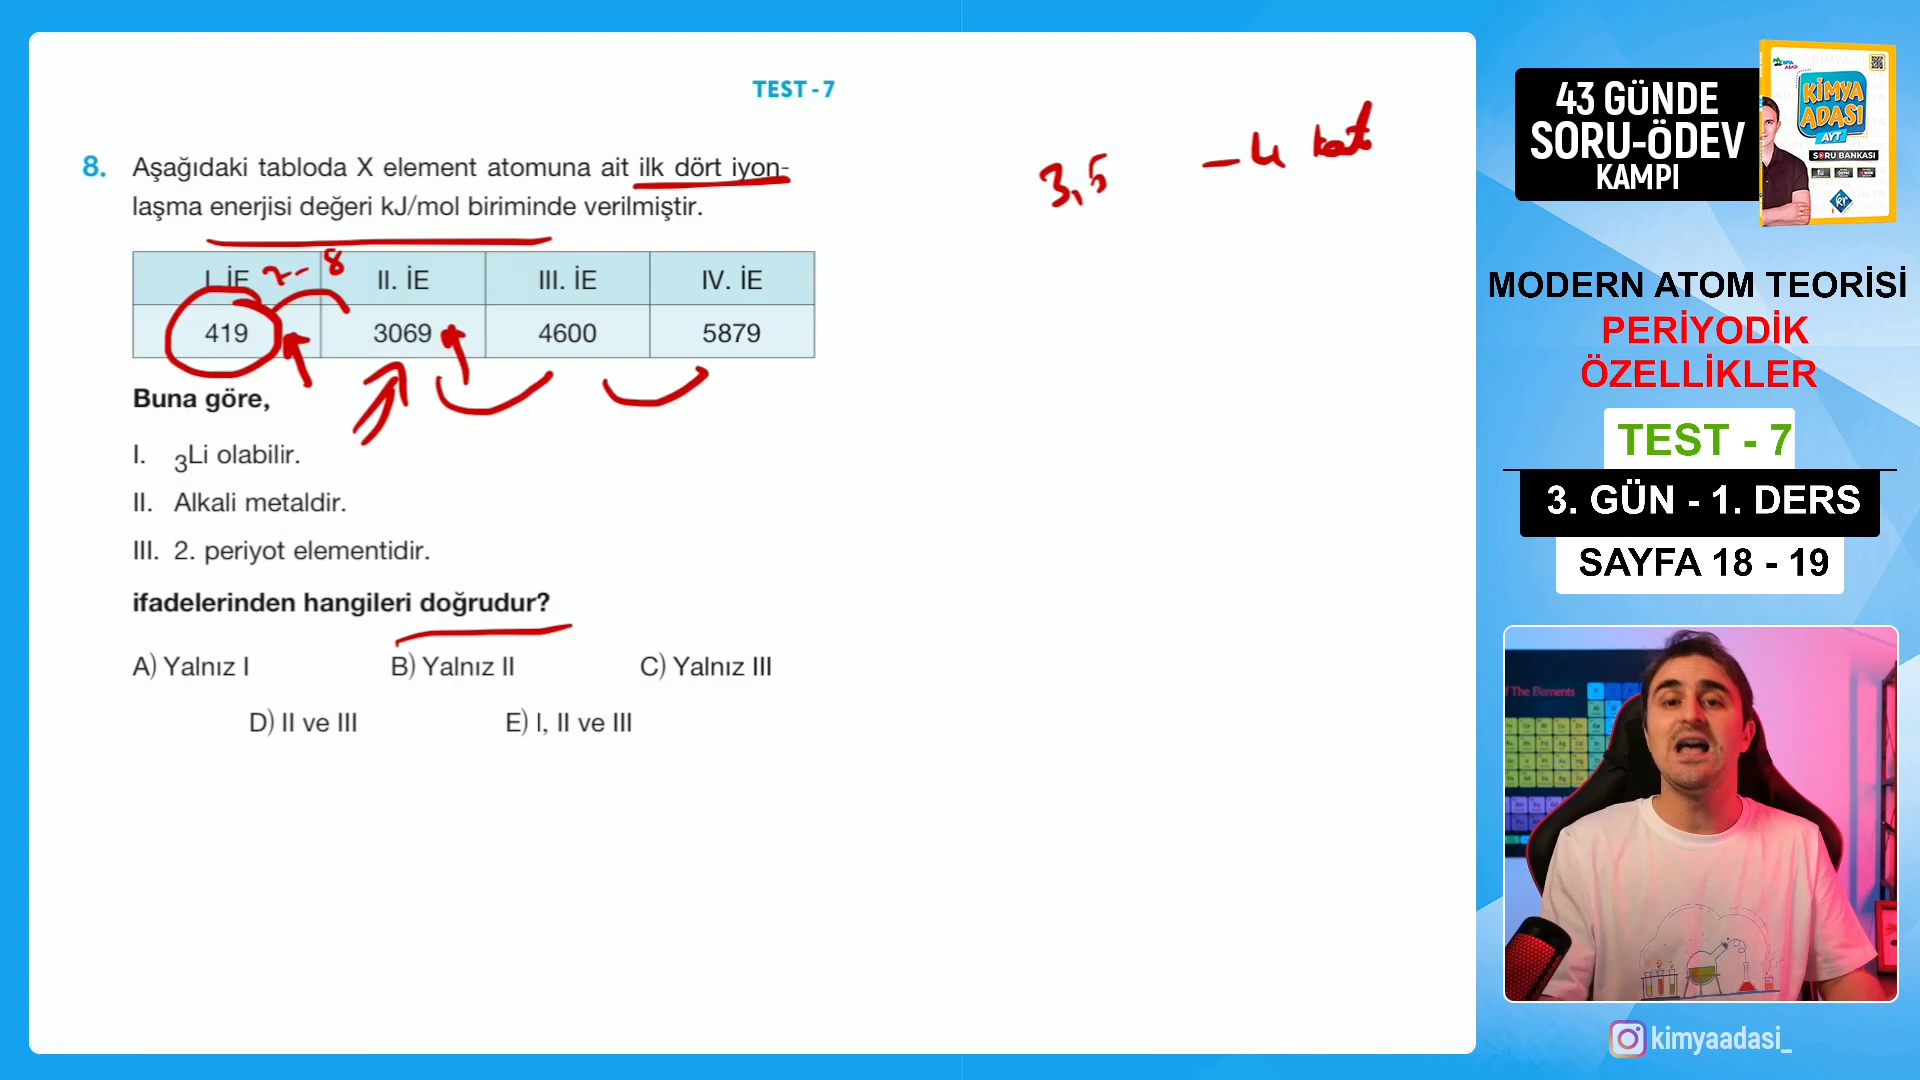 TEST - 7
3,5 - 4 kat
8. Aşağıdaki tabloda X element atomuna ait ilk dört iyon-
laşma enerjisi değeri kJ/mol biriminde verilmiştir.
7 - 8
I. İE II. İE III. İE IV. İE
419 3069 4600 5879
Buna göre,
I. ₃Li olabilir.
II. Alkali metaldir.
III. 2. periyot elementidir.
ifadelerinden hangileri doğrudur?
A) Yalnız I B) Yalnız II C) Yalnız III
D) II ve III E) I, II ve III
43 GÜNDE
SORU-ÖDEV
KAMPI
KİMYA
ADASI
AYT
SORU BANKASI
MODERN ATOM TEORİSİ
PERİYODİK
ÖZELLİKLER
TEST - 7
3. GÜN - 1. DERS
SAYFA 18 - 19
The Elements
kimyaadasi_